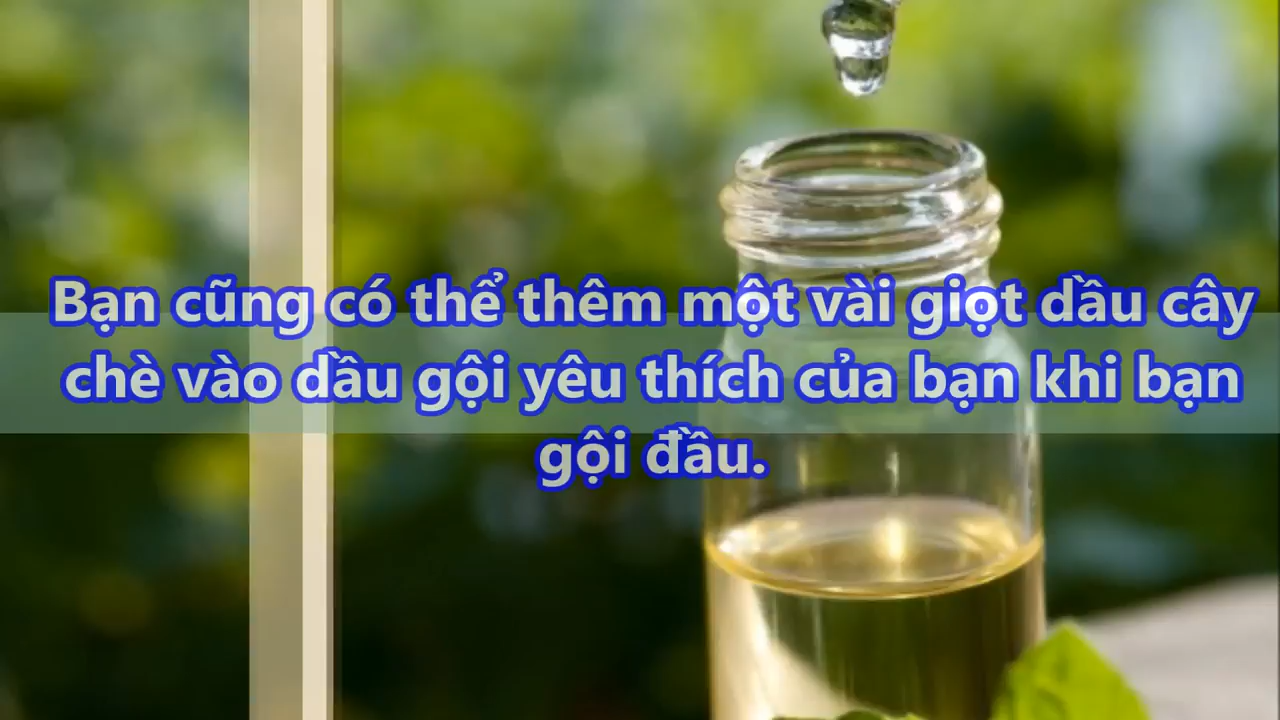 Bạn cũng có thể thêm một vài giọt dầu cây
chè vào dầu gội yêu thích của bạn khi bạn
gội đầu.